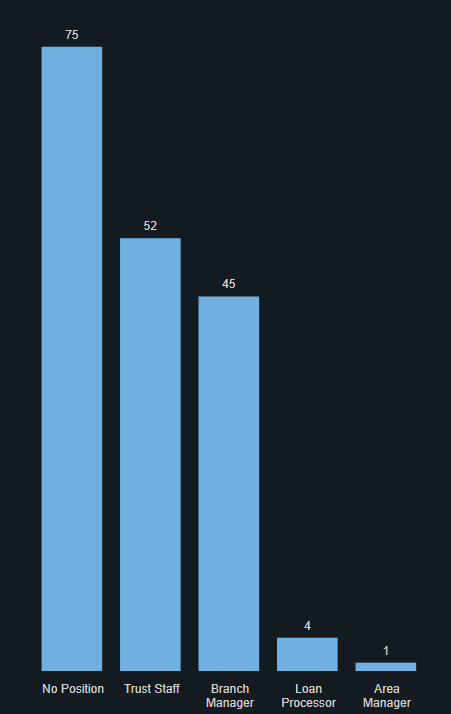 75
52
45
4
1
No Position
Trust Staff
Branch
Manager
Loan
Processor
Area
Manager